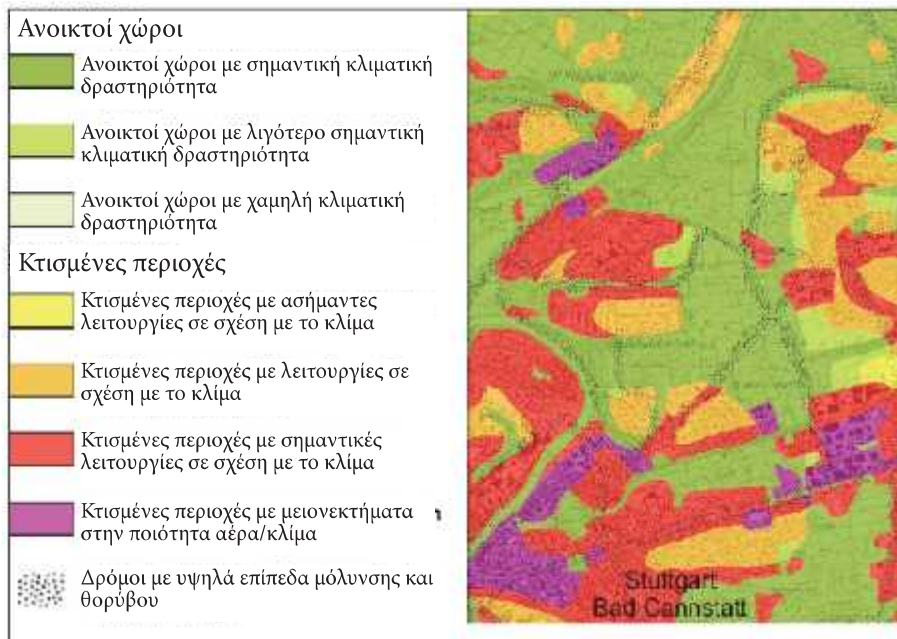 Ανοικτοί χώροι
Ανοικτοί χώροι με σημαντική κλιματική
δραστηριότητα
Ανοικτοί χώροι με λιγότερο σημαντική
κλιματική δραστηριότητα
Ανοικτοί χώροι με χαμηλή κλιματική
δραστηριότητα
Κτισμένες περιοχές
Κτισμένες περιοχές με ασήμαντες
λειτουργίες σε σχέση με το κλίμα
Κτισμένες περιοχές με λειτουργίες σε
σχέση με το κλίμα
Κτισμένες περιοχές με σημαντικές
λειτουργίες σε σχέση με το κλίμα
Κτισμένες περιοχές με μειονεκτήματα
στην ποιότητα αέρα/κλίμα
Δρόμοι με υψηλά επίπεδα μόλυνσης και
θορύβου
Stuttgart
Bad Cannstatt